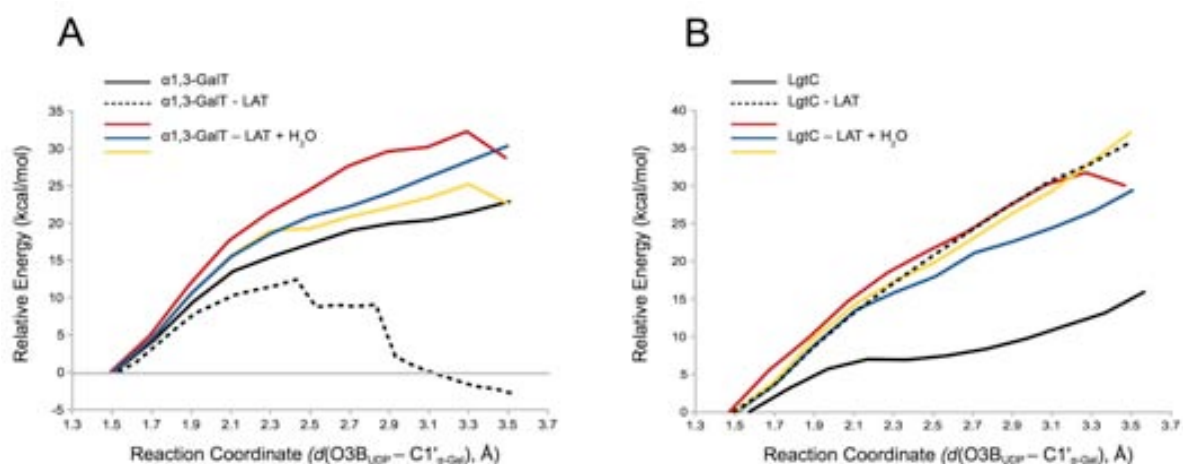 A
α1,3-GalT
α1,3-GalT - LAT
α1,3-GalT – LAT + H₂O
Relative Energy (kcal/mol)
35
30
25
20
15
10
5
0
-5
1.3 1.5 1.7 1.9 2.1 2.3 2.5 2.7 2.9 3.1 3.3 3.5 3.7
Reaction Coordinate (d(O3B_UDP – C1'_α-Gal), Å)
B
LgtC
LgtC - LAT
LgtC – LAT + H₂O
Relative Energy (kcal/mol)
40
35
30
25
20
15
10
5
0
1.3 1.5 1.7 1.9 2.1 2.3 2.5 2.7 2.9 3.1 3.3 3.5 3.7
Reaction Coordinate (d(O3B_UDP – C1'_α-Gal), Å)